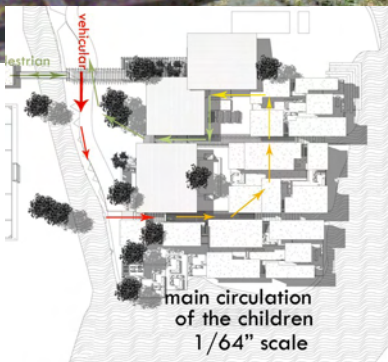 vehicular
estrian
main circulation
of the children
1/64" scale